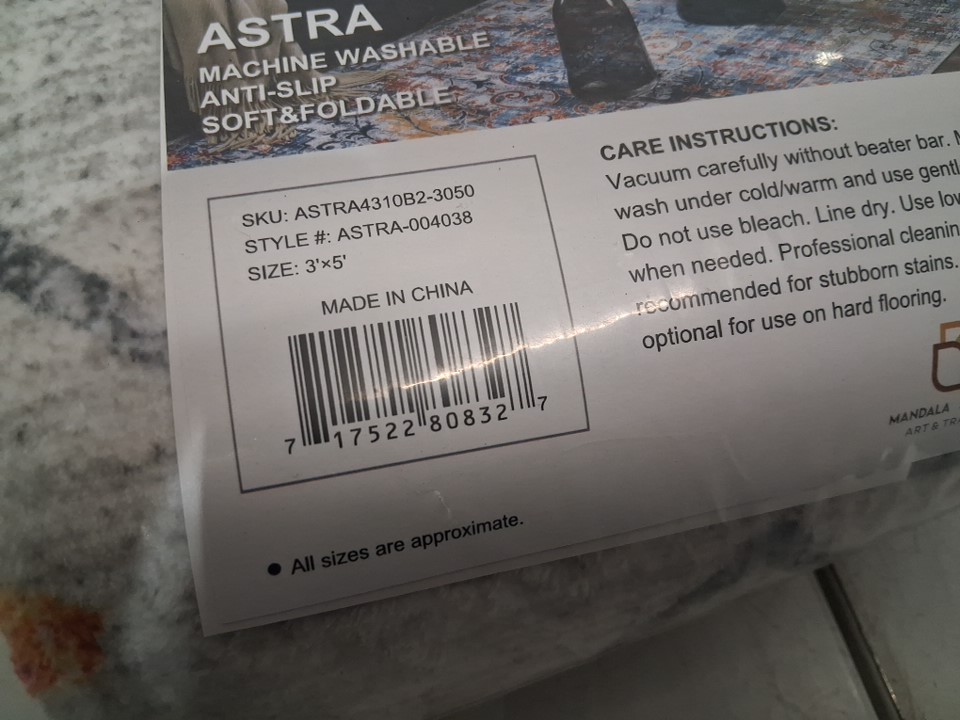 ASTRA
MACHINE WASHABLE
ANTI-SLIP
SOFT&FOLDABLE
SKU: ASTRA4310B2-3050
STYLE #: ASTRA-004038
SIZE: 3'×5'
MADE IN CHINA
7 17522 80832 7
● All sizes are approximate.
CARE INSTRUCTIONS:
Vacuum carefully without beater bar.
wash under cold/warm and use
Do not use bleach. Line dry. Use
when needed. Professional
recommended for stubborn stains.
optional for use on hard flooring.
MANDALA
ART &